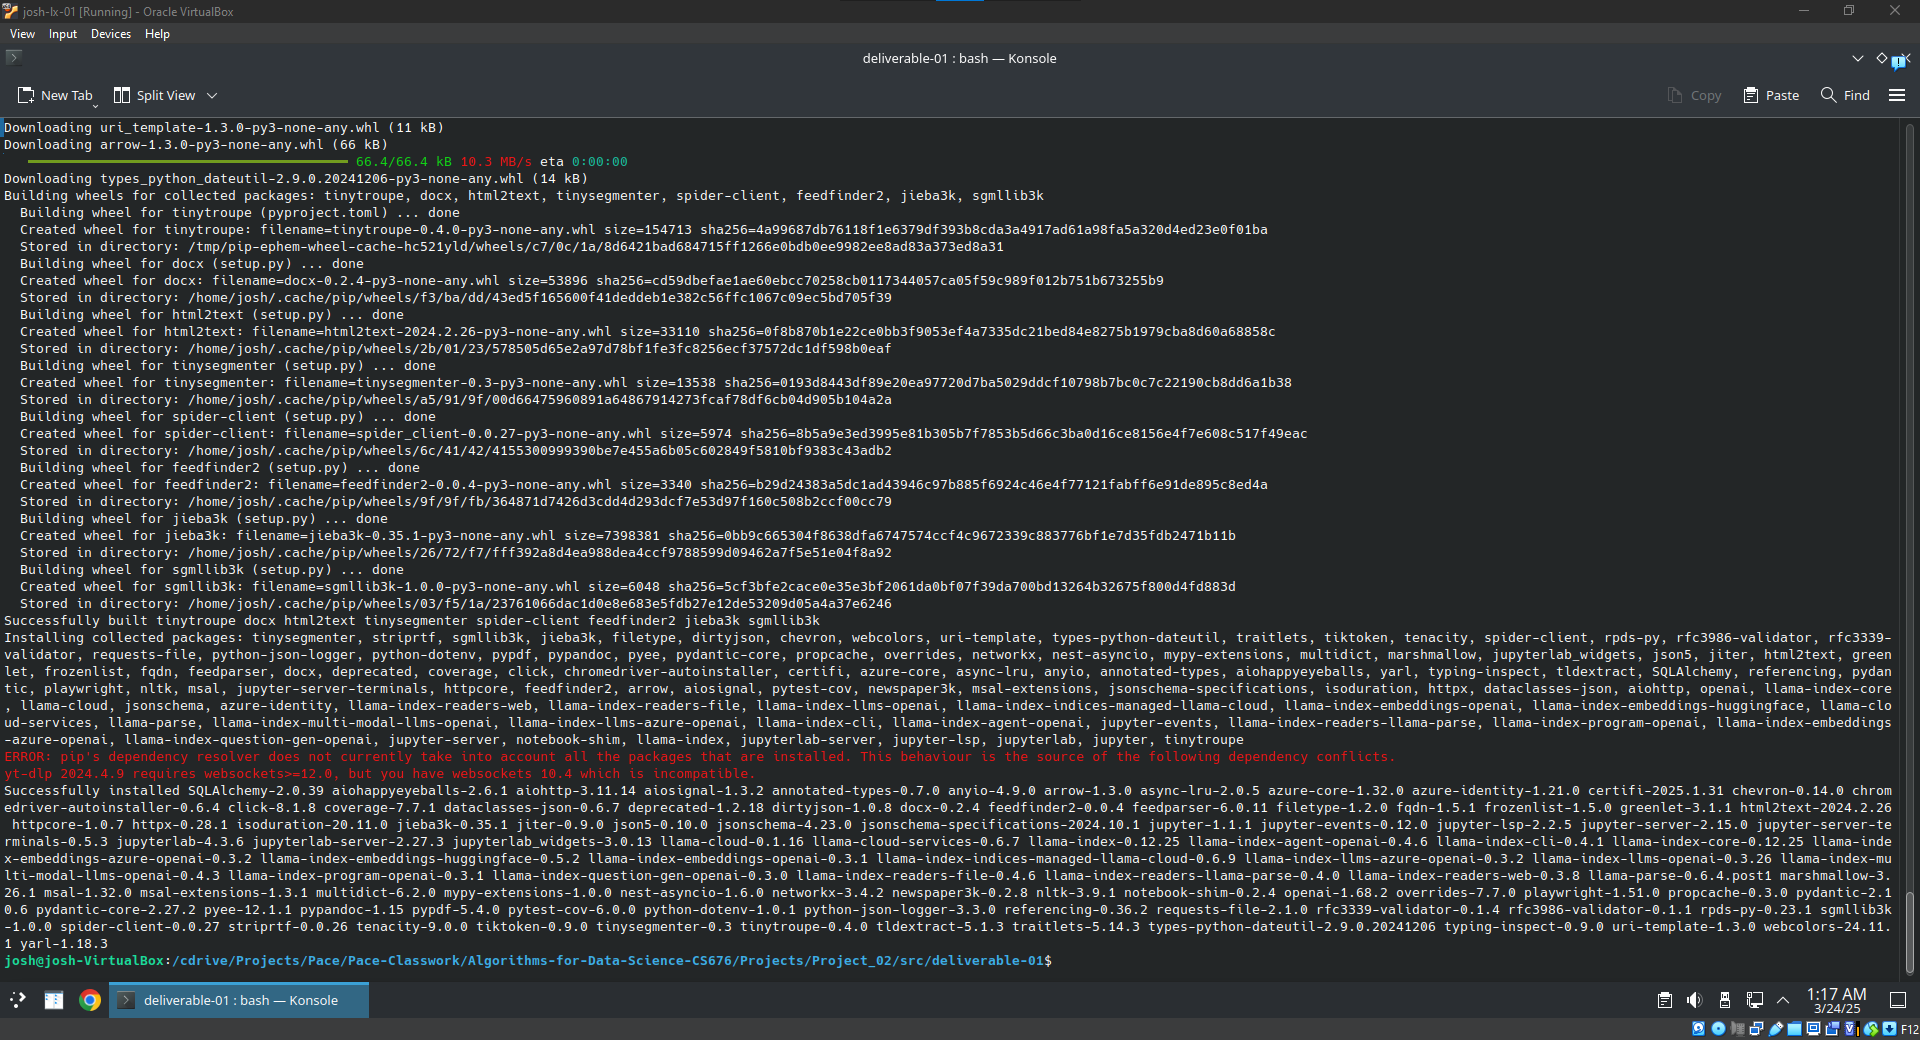 josh-lx-01 [Running] - Oracle VirtualBox
View Input Devices Help
deliverable-01 : bash — Konsole
New Tab Split View Copy Paste Find
Downloading uri_template-1.3.0-py3-none-any.whl (11 kB)
Downloading arrow-1.3.0-py3-none-any.whl (66 kB)
66.4/66.4 kB 10.3 MB/s eta 0:00:00
Downloading types_python_dateutil-2.9.0.20241206-py3-none-any.whl (14 kB)
Building wheels for collected packages: tinytroupe, docx, html2text, tinysegmenter, spider-client, feedfinder2, jieba3k, sgmllib3k
Building wheel for tinytroupe (pyproject.toml) ... done
Created wheel for tinytroupe: filename=tinytroupe-0.4.0-py3-none-any.whl size=154713 sha256=4a99687db76118f1e6379df393b8cda3a4917ad61a98fa5a320d4ed23e0f01ba
Stored in directory: /tmp/pip-ephem-wheel-cache-hc521yld/wheels/c7/0c/1a/8d6421bad684715ff1266e0bdb0ee9982ee8ad83a373ed8a31
Building wheel for docx (setup.py) ... done
Created wheel for docx: filename=docx-0.2.4-py3-none-any.whl size=53896 sha256=cd59dbefae1ae60ebcc70258cb0117344057ca05f59c989f012b751b673255b9
Stored in directory: /home/josh/.cache/pip/wheels/f3/ba/dd/43ed5f165600f41deddeb1e382c56ffc1067c09ec5bd705f39
Building wheel for html2text (setup.py) ... done
Created wheel for html2text: filename=html2text-2024.2.26-py3-none-any.whl size=33110 sha256=0f8b870b1e22ce0bb3f9053ef4a7335dc21bed84e8275b1979cba8d60a68858c
Stored in directory: /home/josh/.cache/pip/wheels/2b/01/23/578505d65e2a97d78bf1fe3fc8256ecf37572dc1df598b0eaf
Building wheel for tinysegmenter (setup.py) ... done
Created wheel for tinysegmenter: filename=tinysegmenter-0.3-py3-none-any.whl size=13538 sha256=0193d8443df89e20ea97720d7ba5029ddcf10798b7bc0c7c22190cb8dd6a1b38
Stored in directory: /home/josh/.cache/pip/wheels/a5/91/9f/00d66475960891a64867914273fcaf78df6cb04d905b104a2a
Building wheel for spider-client (setup.py) ... done
Created wheel for spider-client: filename=spider_client-0.0.27-py3-none-any.whl size=5974 sha256=8b5a9e3ed3995e81b305b7f7853b5d66c3ba0d16ce8156e4f7e608c517f49eac
Stored in directory: /home/josh/.cache/pip/wheels/6c/41/42/4155300999390be7e455a6b05c602849f5810bf9383c43adb2
Building wheel for feedfinder2 (setup.py) ... done
Created wheel for feedfinder2: filename=feedfinder2-0.0.4-py3-none-any.whl size=3340 sha256=b29d24383a5dc1ad43946c97b885f6924c46e4f77121fabff6e91de895c8ed4a
Stored in directory: /home/josh/.cache/pip/wheels/9f/9f/fb/364871d7426d3cdd4d293dcf7e53d97f160c508b2ccf00cc79
Building wheel for jieba3k (setup.py) ... done
Created wheel for jieba3k: filename=jieba3k-0.35.1-py3-none-any.whl size=7398381 sha256=0bb9c665304f8638dfa6747574ccf4c9672339c883776bf1e7d35fdb2471b11b
Stored in directory: /home/josh/.cache/pip/wheels/26/72/f7/fff392a8d4ea988dea4ccf9788599d09462a7f5e51e04f8a92
Building wheel for sgmllib3k (setup.py) ... done
Created wheel for sgmllib3k: filename=sgmllib3k-1.0.0-py3-none-any.whl size=6048 sha256=5cf3bfe2cace0e35e3bf2061da0bf07f39da700bd13264b32675f800d4fd883d
Stored in directory: /home/josh/.cache/pip/wheels/03/f5/1a/23761066dac1d0e8e683e5fdb27e12de53209d05a4a37e6246
Successfully built tinytroupe docx html2text tinysegmenter spider-client feedfinder2 jieba3k sgmllib3k
Installing collected packages: tinysegmenter, striprtf, sgmllib3k, jieba3k, filetype, dirtyjson, chevron, webcolors, uri-template, types-python-dateutil, traitlets, tiktoken, tenacity, spider-client, rpds-py, rfc3986-validator, rfc3339-
validator, requests-file, python-json-logger, python-dotenv, pypdf, pypandoc, pyee, pydantic-core, propcache, overrides, networkx, nest-asyncio, mypy-extensions, multidict, marshmallow, jupyterlab_widgets, json5, jiter, html2text, green
let, frozenlist, fqdn, feedparser, docx, deprecated, coverage, click, chromedriver-autoinstaller, certifi, azure-core, async-lru, anyio, annotated-types, aiohappyeyeballs, yarl, typing-inspect, tldextract, SQLAlchemy, referencing, pydan
tic, playwright, nltk, msal, jupyter-server-terminals, httpcore, feedfinder2, arrow, aiosignal, pytest-cov, newspaper3k, msal-extensions, jsonschema-specifications, isoduration, httpx, dataclasses-json, aiohttp, openai, llama-index-core
, llama-cloud, jsonschema, azure-identity, llama-index-readers-web, llama-index-readers-file, llama-index-llms-openai, llama-index-indices-managed-llama-cloud, llama-index-embeddings-openai, llama-index-embeddings-huggingface, llama-clo
ud-services, llama-parse, llama-index-multi-modal-llms-openai, llama-index-llms-azure-openai, llama-index-cli, llama-index-agent-openai, jupyter-events, llama-index-readers-llama-parse, llama-index-program-openai, llama-index-embeddings
-azure-openai, llama-index-question-gen-openai, jupyter-server, notebook-shim, llama-index, jupyterlab-server, jupyter-lsp, jupyterlab, jupyter, tinytroupe
ERROR: pip's dependency resolver does not currently take into account all the packages that are installed. This behaviour is the source of the following dependency conflicts.
yt-dlp 2024.4.9 requires websockets>=12.0, but you have websockets 10.4 which is incompatible.
Successfully installed SQLAlchemy-2.0.39 aiohappyeyeballs-2.6.1 aiohttp-3.11.14 aiosignal-1.3.2 annotated-types-0.7.0 anyio-4.9.0 arrow-1.3.0 async-lru-2.0.5 azure-core-1.32.0 azure-identity-1.21.0 certifi-2025.1.31 chevron-0.14.0 chrom
edriver-autoinstaller-0.6.4 click-8.1.8 coverage-7.7.1 dataclasses-json-0.6.7 deprecated-1.2.18 dirtyjson-1.0.8 docx-0.2.4 feedfinder2-0.0.4 feedparser-6.0.11 filetype-1.2.0 fqdn-1.5.1 frozenlist-1.5.0 greenlet-3.1.1 html2text-2024.2.26
httpcore-1.0.7 httpx-0.28.1 isoduration-20.11.0 jieba3k-0.35.1 jiter-0.9.0 json5-0.10.0 jsonschema-4.23.0 jsonschema-specifications-2024.10.1 jupyter-1.1.1 jupyter-events-0.12.0 jupyter-lsp-2.2.5 jupyter-server-2.15.0 jupyter-server-te
rminals-0.5.3 jupyterlab-4.3.6 jupyterlab-server-2.27.3 jupyterlab_widgets-3.0.13 llama-cloud-0.1.16 llama-cloud-services-0.6.7 llama-index-0.12.25 llama-index-agent-openai-0.4.6 llama-index-cli-0.4.1 llama-index-core-0.12.25 llama-inde
x-embeddings-azure-openai-0.3.2 llama-index-embeddings-huggingface-0.5.2 llama-index-embeddings-openai-0.3.1 llama-index-indices-managed-llama-cloud-0.6.9 llama-index-llms-azure-openai-0.3.2 llama-index-llms-openai-0.3.26 llama-index-mu
lti-modal-llms-openai-0.4.3 llama-index-program-openai-0.3.1 llama-index-question-gen-openai-0.3.0 llama-index-readers-file-0.4.6 llama-index-readers-llama-parse-0.4.0 llama-index-readers-web-0.3.8 llama-parse-0.6.4.post1 marshmallow-3.
26.1 msal-1.32.0 msal-extensions-1.3.1 multidict-6.2.0 mypy-extensions-1.0.0 nest-asyncio-1.6.0 networkx-3.4.2 newspaper3k-0.2.8 nltk-3.9.1 notebook-shim-0.2.4 openai-1.68.2 overrides-7.7.0 playwright-1.51.0 propcache-0.3.0 pydantic-2.1
0.6 pydantic-core-2.27.2 pyee-12.1.1 pypandoc-1.15 pypdf-5.4.0 pytest-cov-6.0.0 python-dotenv-1.0.1 python-json-logger-3.3.0 referencing-0.36.2 requests-file-2.1.0 rfc3339-validator-0.1.4 rfc3986-validator-0.1.1 rpds-py-0.23.1 sgmllib3k
-1.0.0 spider-client-0.0.27 striprtf-0.0.26 tenacity-9.0.0 tiktoken-0.9.0 tinysegmenter-0.3 tinytroupe-0.4.0 tldextract-5.1.3 traitlets-5.14.3 types-python-dateutil-2.9.0.20241206 typing-inspect-0.9.0 uri-template-1.3.0 webcolors-24.11.
1 yarl-1.18.3
josh@josh-VirtualBox:/cdrive/Projects/Pace/Pace-Classwork/Algorithms-for-Data-Science-CS676/Projects/Project_02/src/deliverable-01$
deliverable-01 : bash — Konsole
1:17 AM
3/24/25
F12